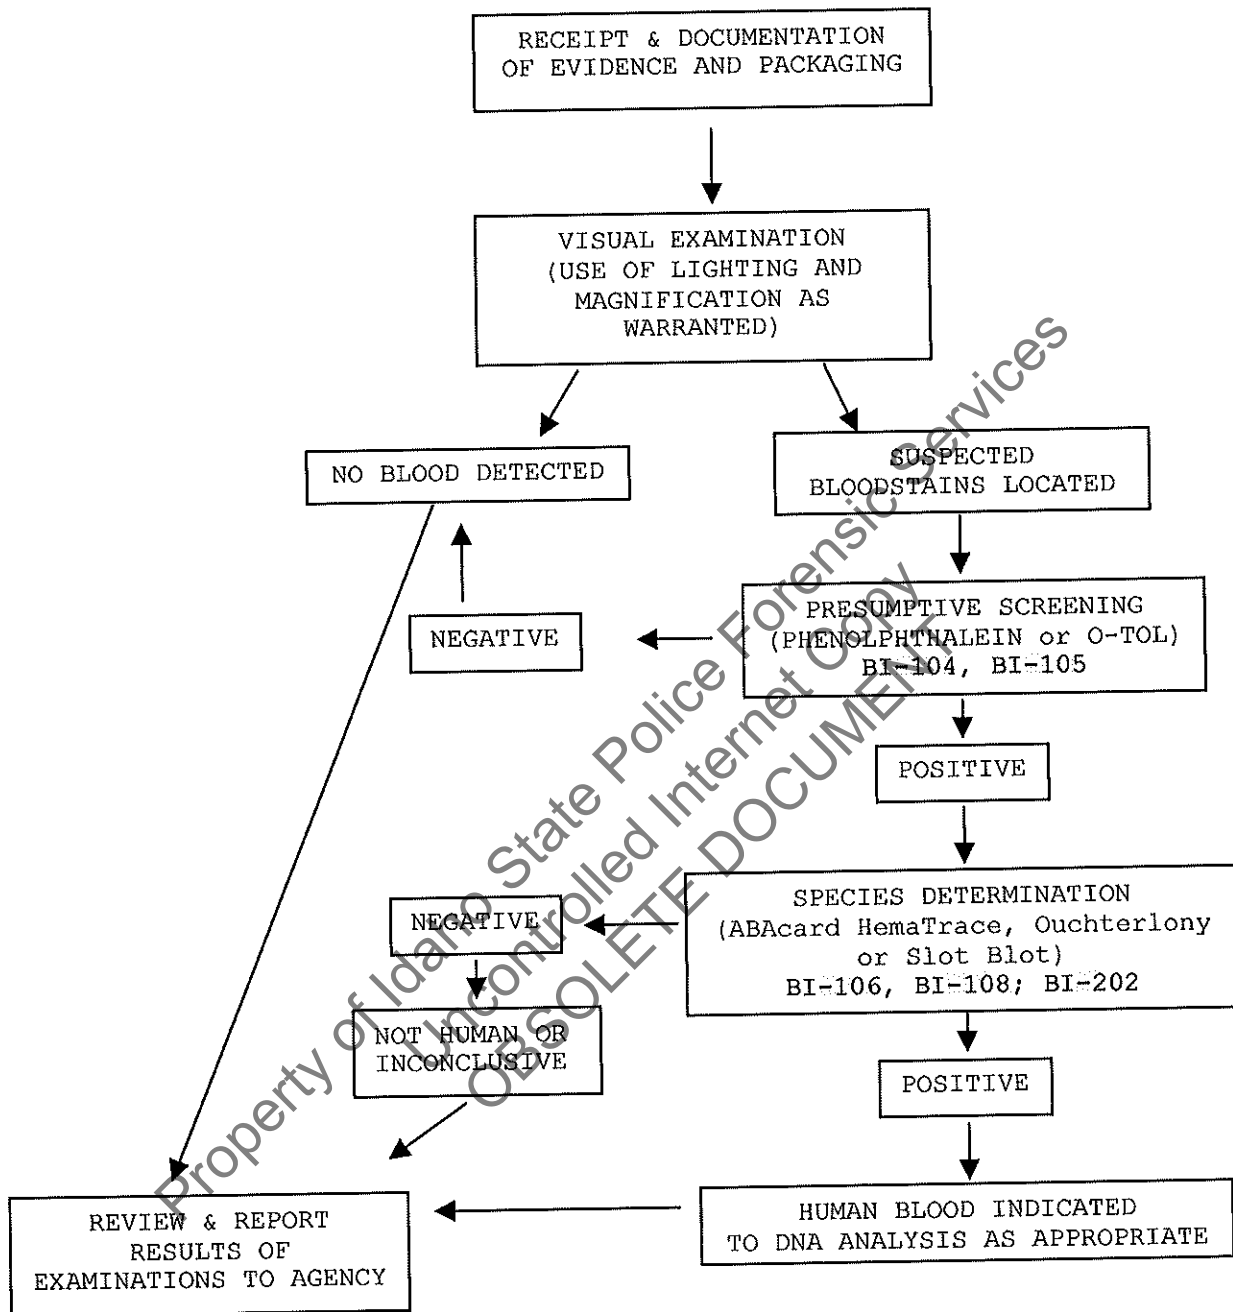 RECEIPT & DOCUMENTATION
OF EVIDENCE AND PACKAGING
VISUAL EXAMINATION
(USE OF LIGHTING AND
MAGNIFICATION AS
WARRANTED)
NO BLOOD DETECTED
SUSPECTED
BLOODSTAINS LOCATED
NEGATIVE
PRESUMPTIVE SCREENING
(PHENOLPHTHALEIN or O-TOL)
BI-104, BI-105
POSITIVE
NEGATIVE
SPECIES DETERMINATION
(ABAcard HemaTrace, Ouchterlony
or Slot Blot)
BI-106, BI-108; BI-202
NOT HUMAN OR
INCONCLUSIVE
POSITIVE
REVIEW & REPORT
RESULTS OF
EXAMINATIONS TO AGENCY
HUMAN BLOOD INDICATED
TO DNA ANALYSIS AS APPROPRIATE
Property of Idaho State Police Forensic Services
Uncontrolled Internet Copy
OBSOLETE DOCUMENT